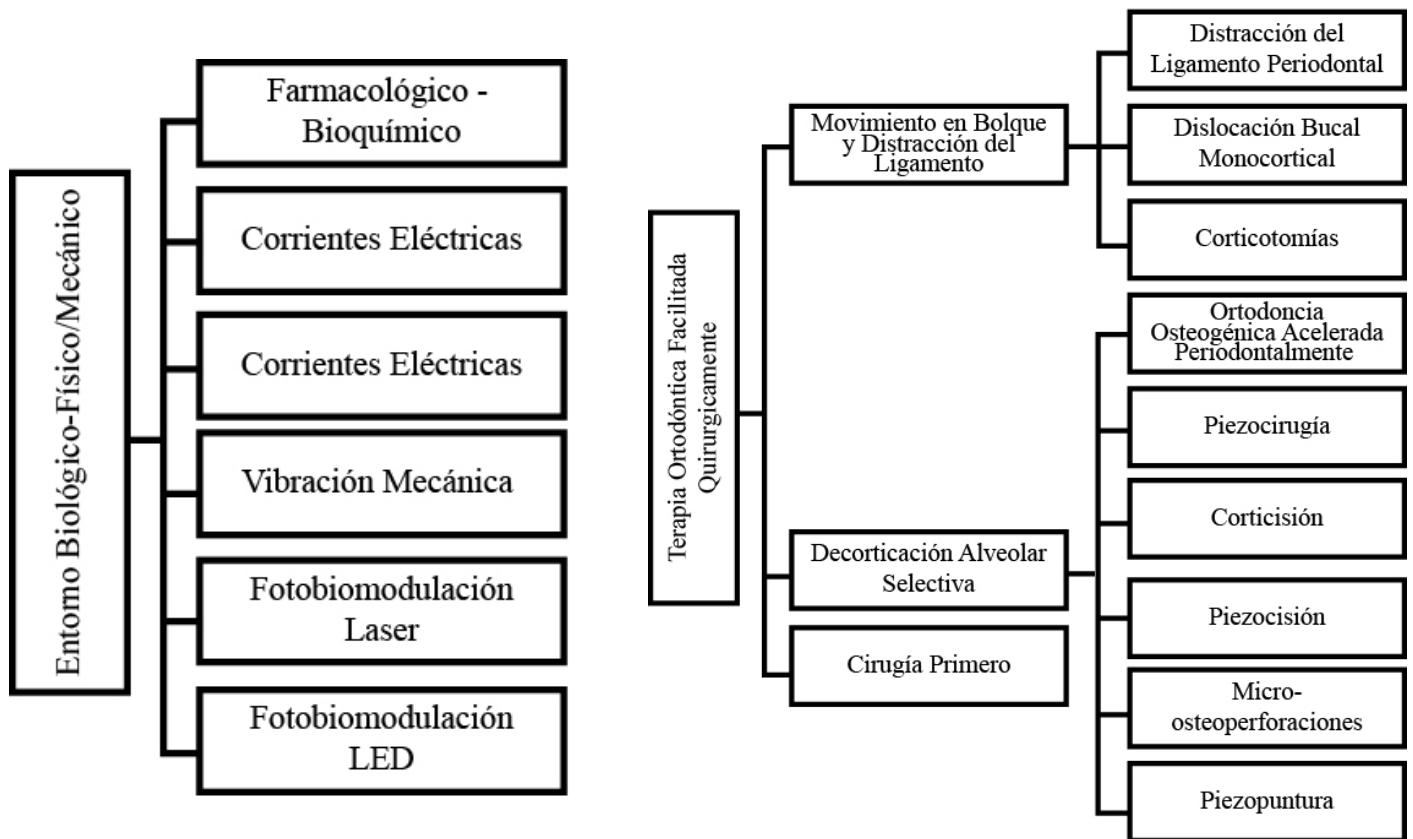 Entorno Biológico-Físico/Mecánico
Farmacológico -
Bioquímico
Corrientes Eléctricas
Corrientes Eléctricas
Vibración Mecánica
Fotobiomodulación
Laser
Fotobiomodulación
LED
Terapia Ortodóntica Facilitada
Quirurgicamente
Movimiento en Bolque
y Distracción del
Ligamento
Distracción del
Ligamento Periodontal
Dislocación Bucal
Monocortical
Corticotomías
Decorticación Alveolar
Selectiva
Ortodoncia
Osteogénica Acelerada
Periodontalmente
Piezocirugía
Corticisión
Piezocisión
Micro-
osteoperforaciones
Piezopuntura
Cirugía Primero